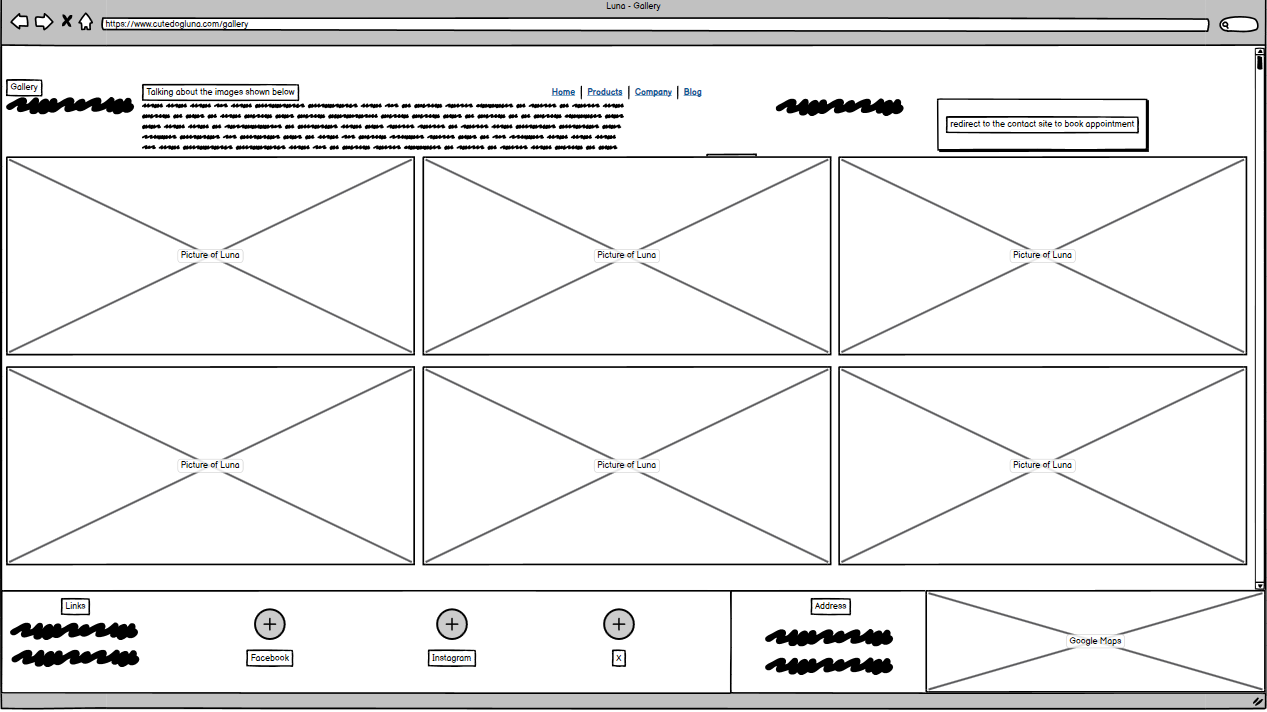 Luna - Gallery
https://www.cutedogluna.com/gallery
Gallery
Talking about the images shown below
Home | Products | Company | Blog
redirect to the contact site to book appointment
Picture of Luna
Picture of Luna
Picture of Luna
Picture of Luna
Picture of Luna
Picture of Luna
Links
Facebook
Instagram
X
Address
Google Maps